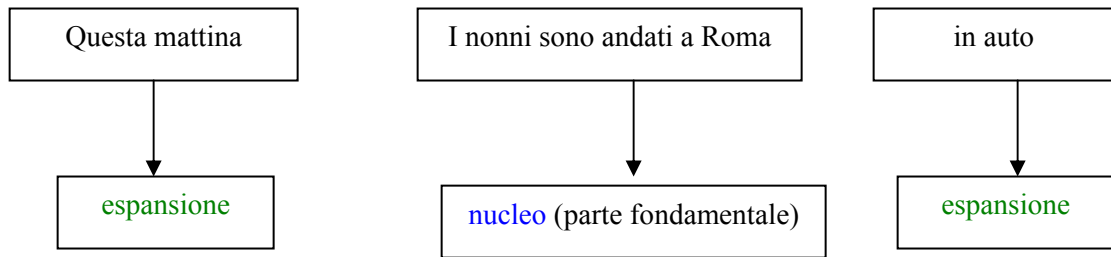 Questa mattina
I nonni sono andati a Roma
in auto
espansione
nucleo (parte fondamentale)
espansione